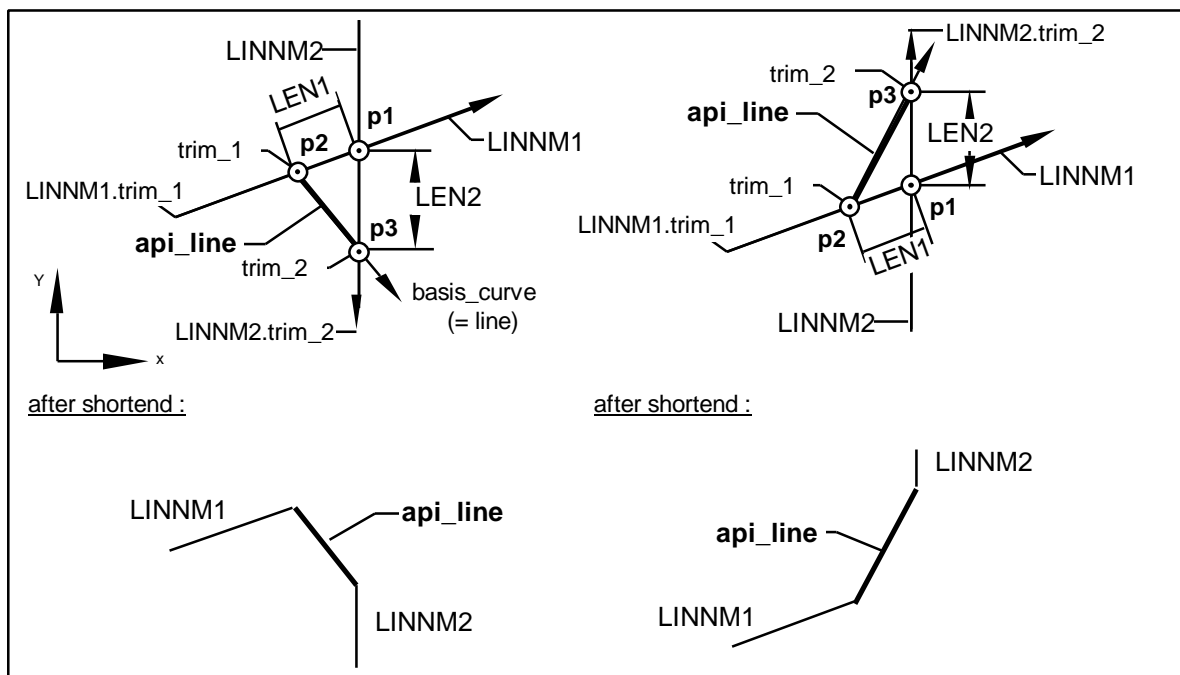 LINNM2
LEN1
p1
p2
trim_1
LINNM1
LINNM1.trim_1
LEN2
api_line
p3
trim_2
basis_curve
(= line)
LINNM2.trim_2
Y
x
LINNM2.trim_2
trim_2
p3
api_line
LEN2
trim_1
LINNM1
LINNM1.trim_1
p1
p2
LEN1
LINNM2
after shortend :
LINNM1
api_line
LINNM2
after shortend :
LINNM2
api_line
LINNM1